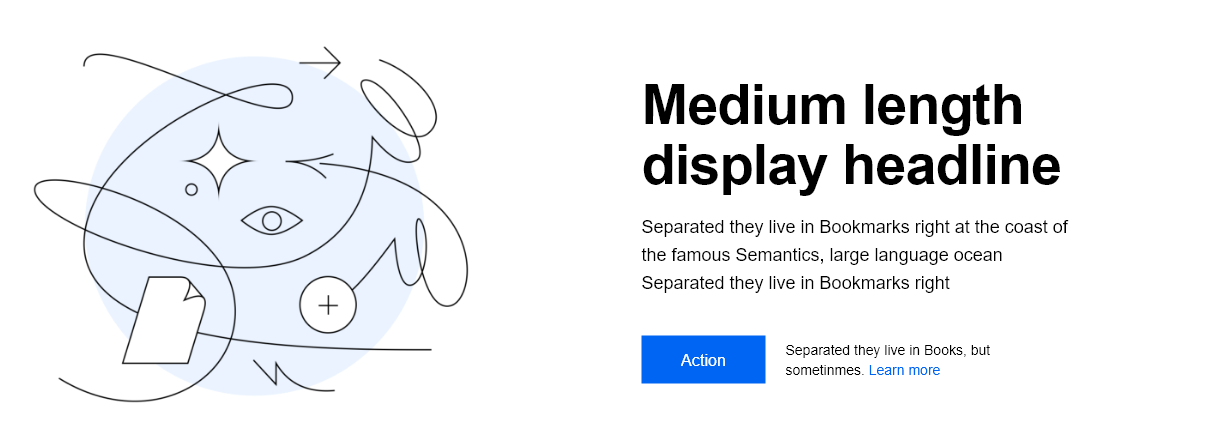 Medium length
display headline
Separated they live in Bookmarks right at the coast of
the famous Semantics, large language ocean
Separated they live in Bookmarks right
Action
Separated they live in Books, but
sometinmes. Learn more